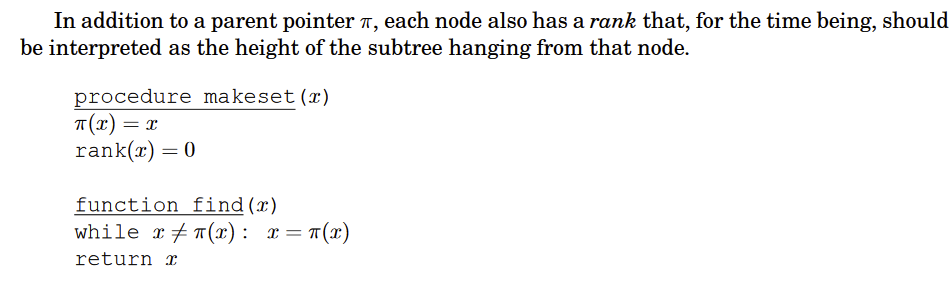 In addition to a parent pointer π, each node also has a rank that, for the time being, should
be interpreted as the height of the subtree hanging from that node.
procedure makeset(x)
π(x) = x
rank(x) = 0
function find(x)
while x ≠ π(x): x = π(x)
return x